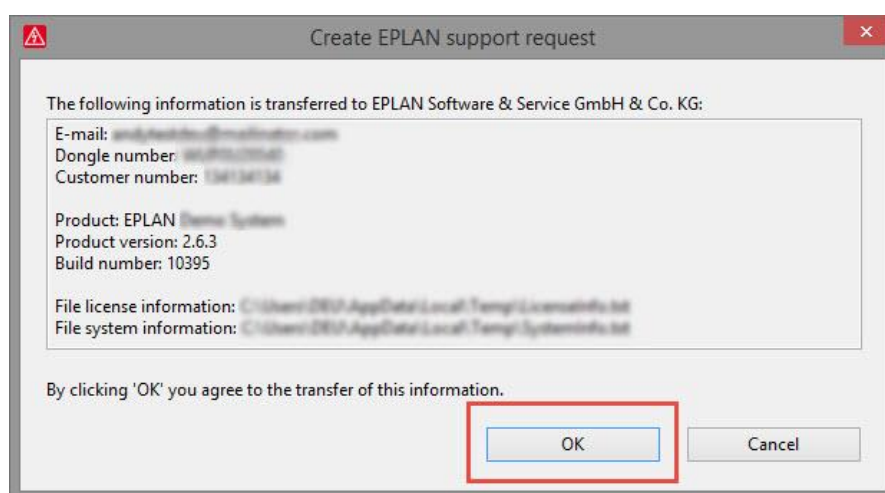 Create EPLAN support request
The following information is transferred to EPLAN Software & Service GmbH & Co. KG:
E-mail:
Dongle number:
Customer number:
Product: EPLAN
Product version: 2.6.3
Build number: 10395
File license information:
File system information:
By clicking 'OK' you agree to the transfer of this information.
OK Cancel